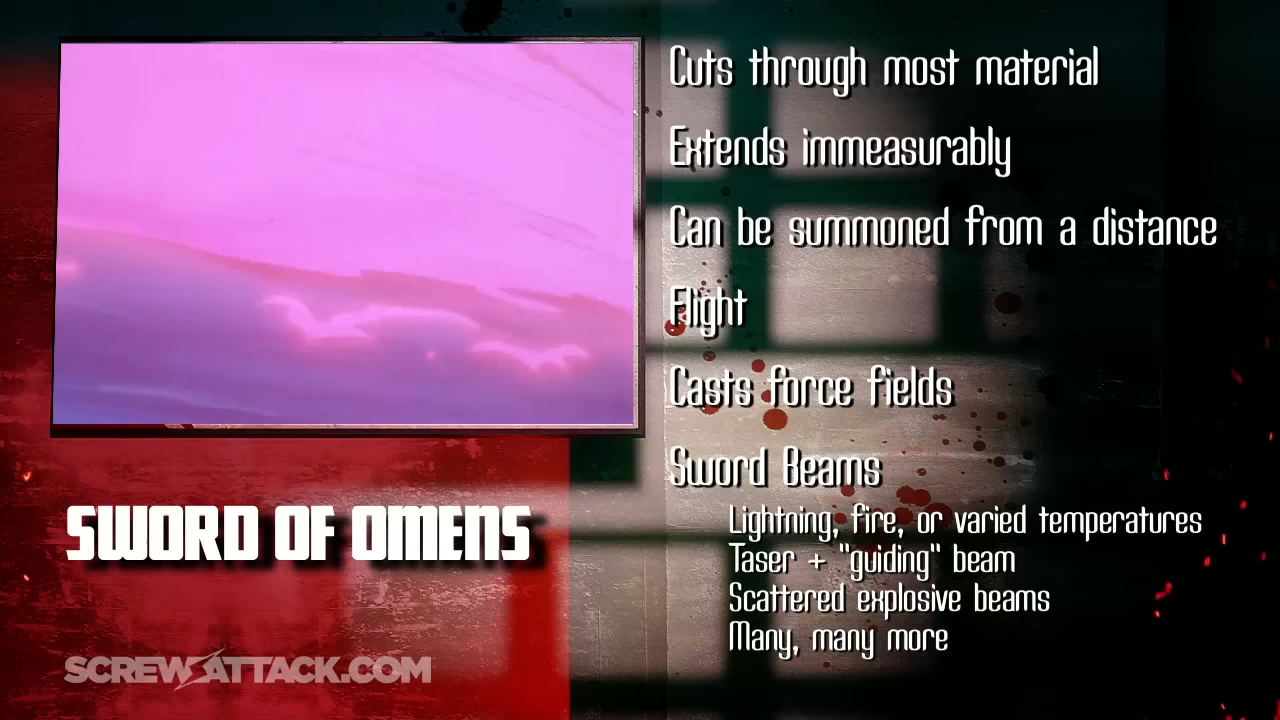 Cuts through most material
Extends immeasurably
Can be summoned from a distance
Flight
Casts force fields
Sword Beams
Lightning, fire, or varied temperatures
Taser + "guiding" beam
Scattered explosive beams
Many, many more
SWORD OF OMENS
SCREWATTACK.COM